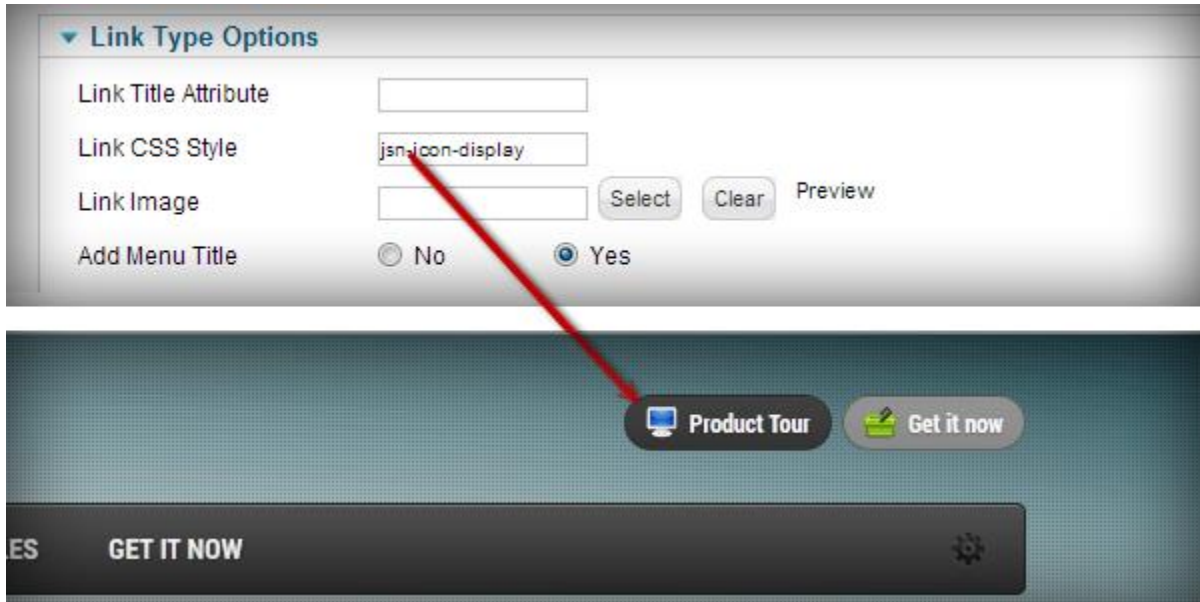 Link Type Options
Link Title Attribute
Link CSS Style jsn-icon-display
Link Image Select Clear Preview
Add Menu Title No Yes
Product Tour Get it now
ES GET IT NOW